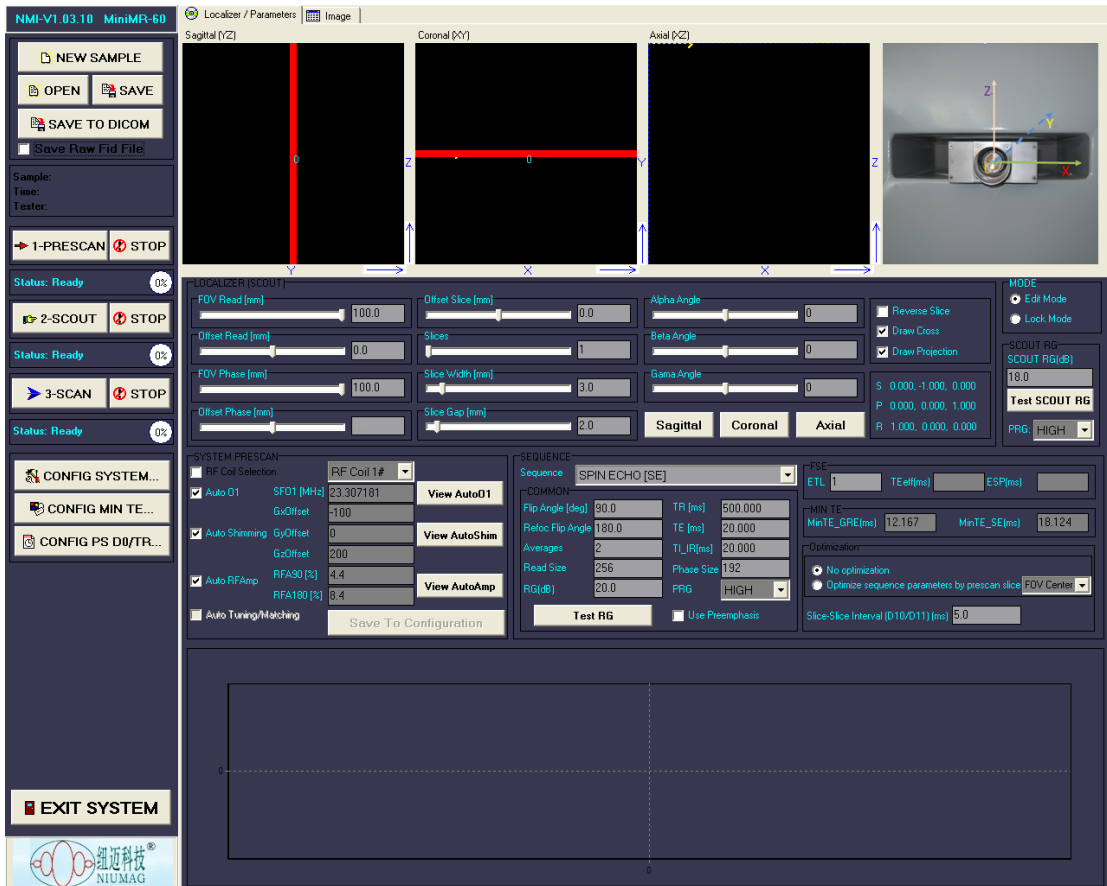 NMI-V1.03.10 MiniMR-60
Localizer / Parameters
Image
NEW SAMPLE
OPEN
SAVE
SAVE TO DICOM
Save Raw Fid File
Sample:
Time:
Tester:
1-PRESCAN
STOP
Status: Ready
0%
2-SCOUT
STOP
Status: Ready
0%
3-SCAN
STOP
Status: Ready
0%
CONFIG SYSTEM...
CONFIG MIN TE...
CONFIG PS D0/TR...
EXIT SYSTEM
纽迈科技®
NIUMAG
Sagittal (YZ)
Coronal (XY)
Axial (XZ)
0
Z
Y
0
Y
X
Z
X
Z
Y
X
LOCALIZER (SCOUT)
FOV Read [mm]
100.0
Offset Read [mm]
0.0
FOV Phase [mm]
100.0
Offset Phase [mm]
Offset Slice [mm]
0.0
Slices
1
Slice Width [mm]
3.0
Slice Gap [mm]
2.0
Alpha Angle
0
Beta Angle
0
Gama Angle
0
Sagittal
Coronal
Axial
Reverse Slice
Draw Cross
Draw Projection
S 0.000,-1.000, 0.000
P 0.000, 0.000, 1.000
R 1.000, 0.000, 0.000
MODE
Edit Mode
Lock Mode
SCOUT RG
SCOUT RG(dB)
18.0
Test SCOUT RG
PRG: HIGH
SYSTEM PRESCAN
RF Coil Selection
RF Coil 1#
Auto O1
SFO1 [MHz] 23.307181
View AutoO1
GxOffset -100
Auto Shimming
GyOffset 0
View AutoShim
GzOffset 200
Auto RFAmp
RFA90 [%] 4.4
View AutoAmp
RFA180 [%] 8.4
Auto Tuning/Matching
Save To Configuration
SEQUENCE
Sequence
SPIN ECHO [SE]
COMMON
Flip Angle [deg] 90.0
TR [ms] 500.000
Refoc Flip Angle 180.0
TE [ms] 20.000
Averages 2
TI_IR[ms] 20.000
Read Size 256
Phase Size 192
RG(dB) 20.0
PRG HIGH
Test RG
Use Preemphasis
FSE
ETL 1
TEeff(ms)
ESP(ms)
MIN TE
MinTE_GRE(ms) 12.167
MinTE_SE(ms) 18.124
Optimization
No optimization
Optimize sequence parameters by prescan slice FOV Center
Slice-Slice Interval (D10/D11) (ms) 5.0
0
0